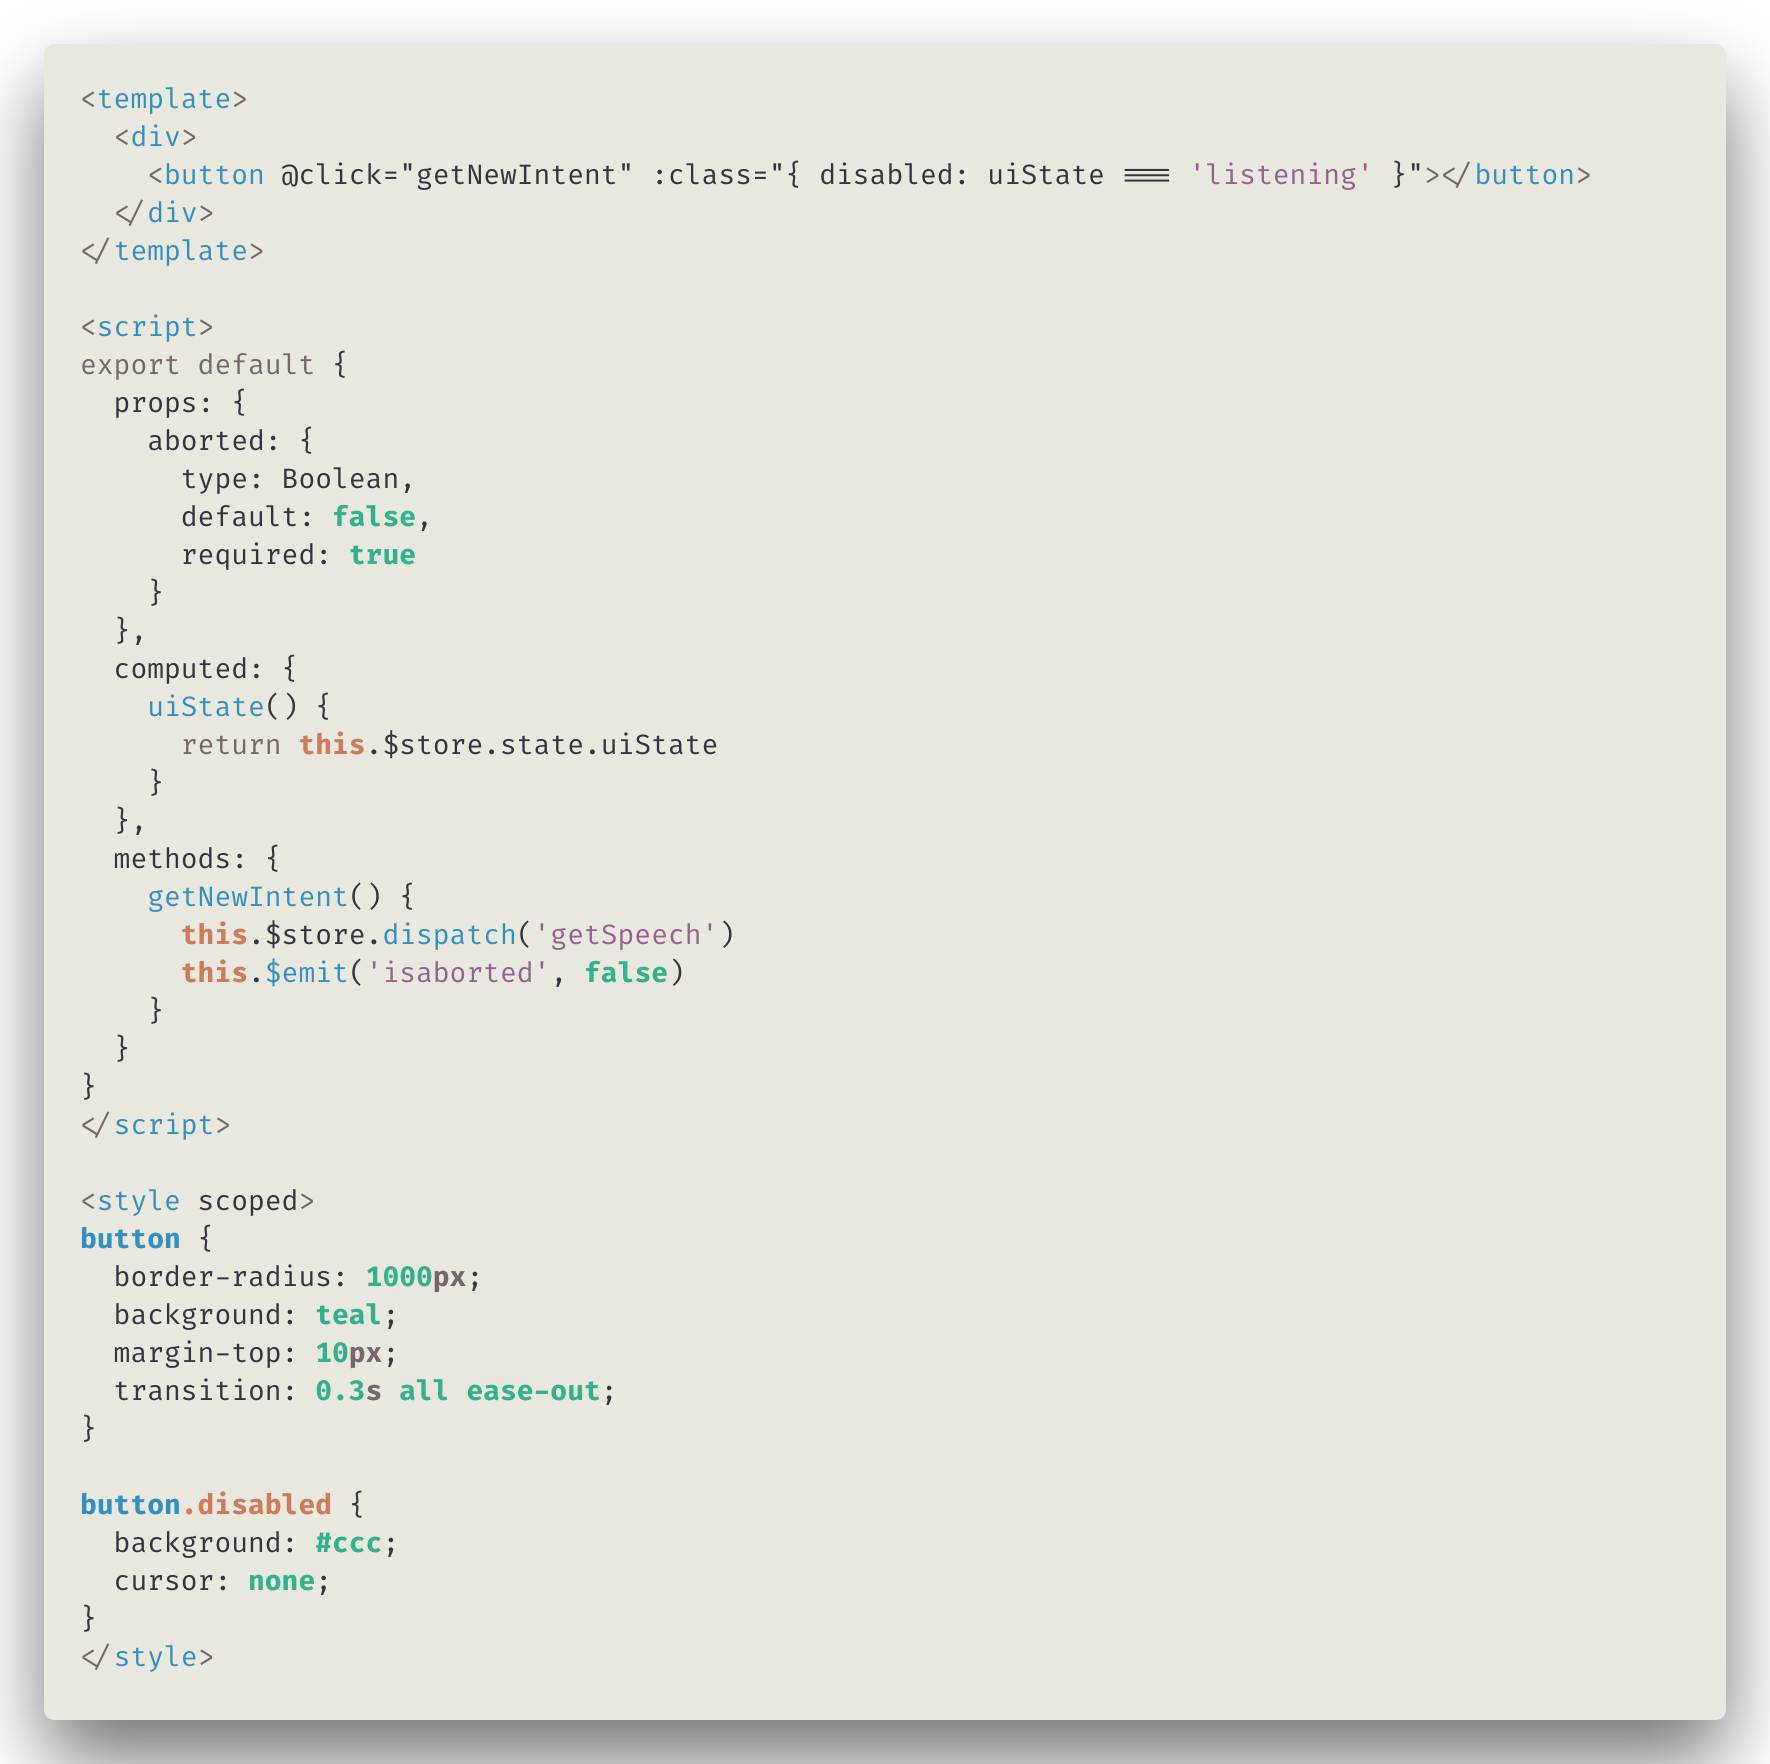 <template>
  <div>
    <button @click="getNewIntent" :class="{ disabled: uiState === 'listening' }"></button>
  </div>
</template>

<script>
export default {
  props: {
    aborted: {
      type: Boolean,
      default: false,
      required: true
    }
  },
  computed: {
    uiState() {
      return this.$store.state.uiState
    }
  },
  methods: {
    getNewIntent() {
      this.$store.dispatch('getSpeech')
      this.$emit('isaborted', false)
    }
  }
}
</script>

<style scoped>
button {
  border-radius: 1000px;
  background: teal;
  margin-top: 10px;
  transition: 0.3s all ease-out;
}

button.disabled {
  background: #ccc;
  cursor: none;
}
</style>